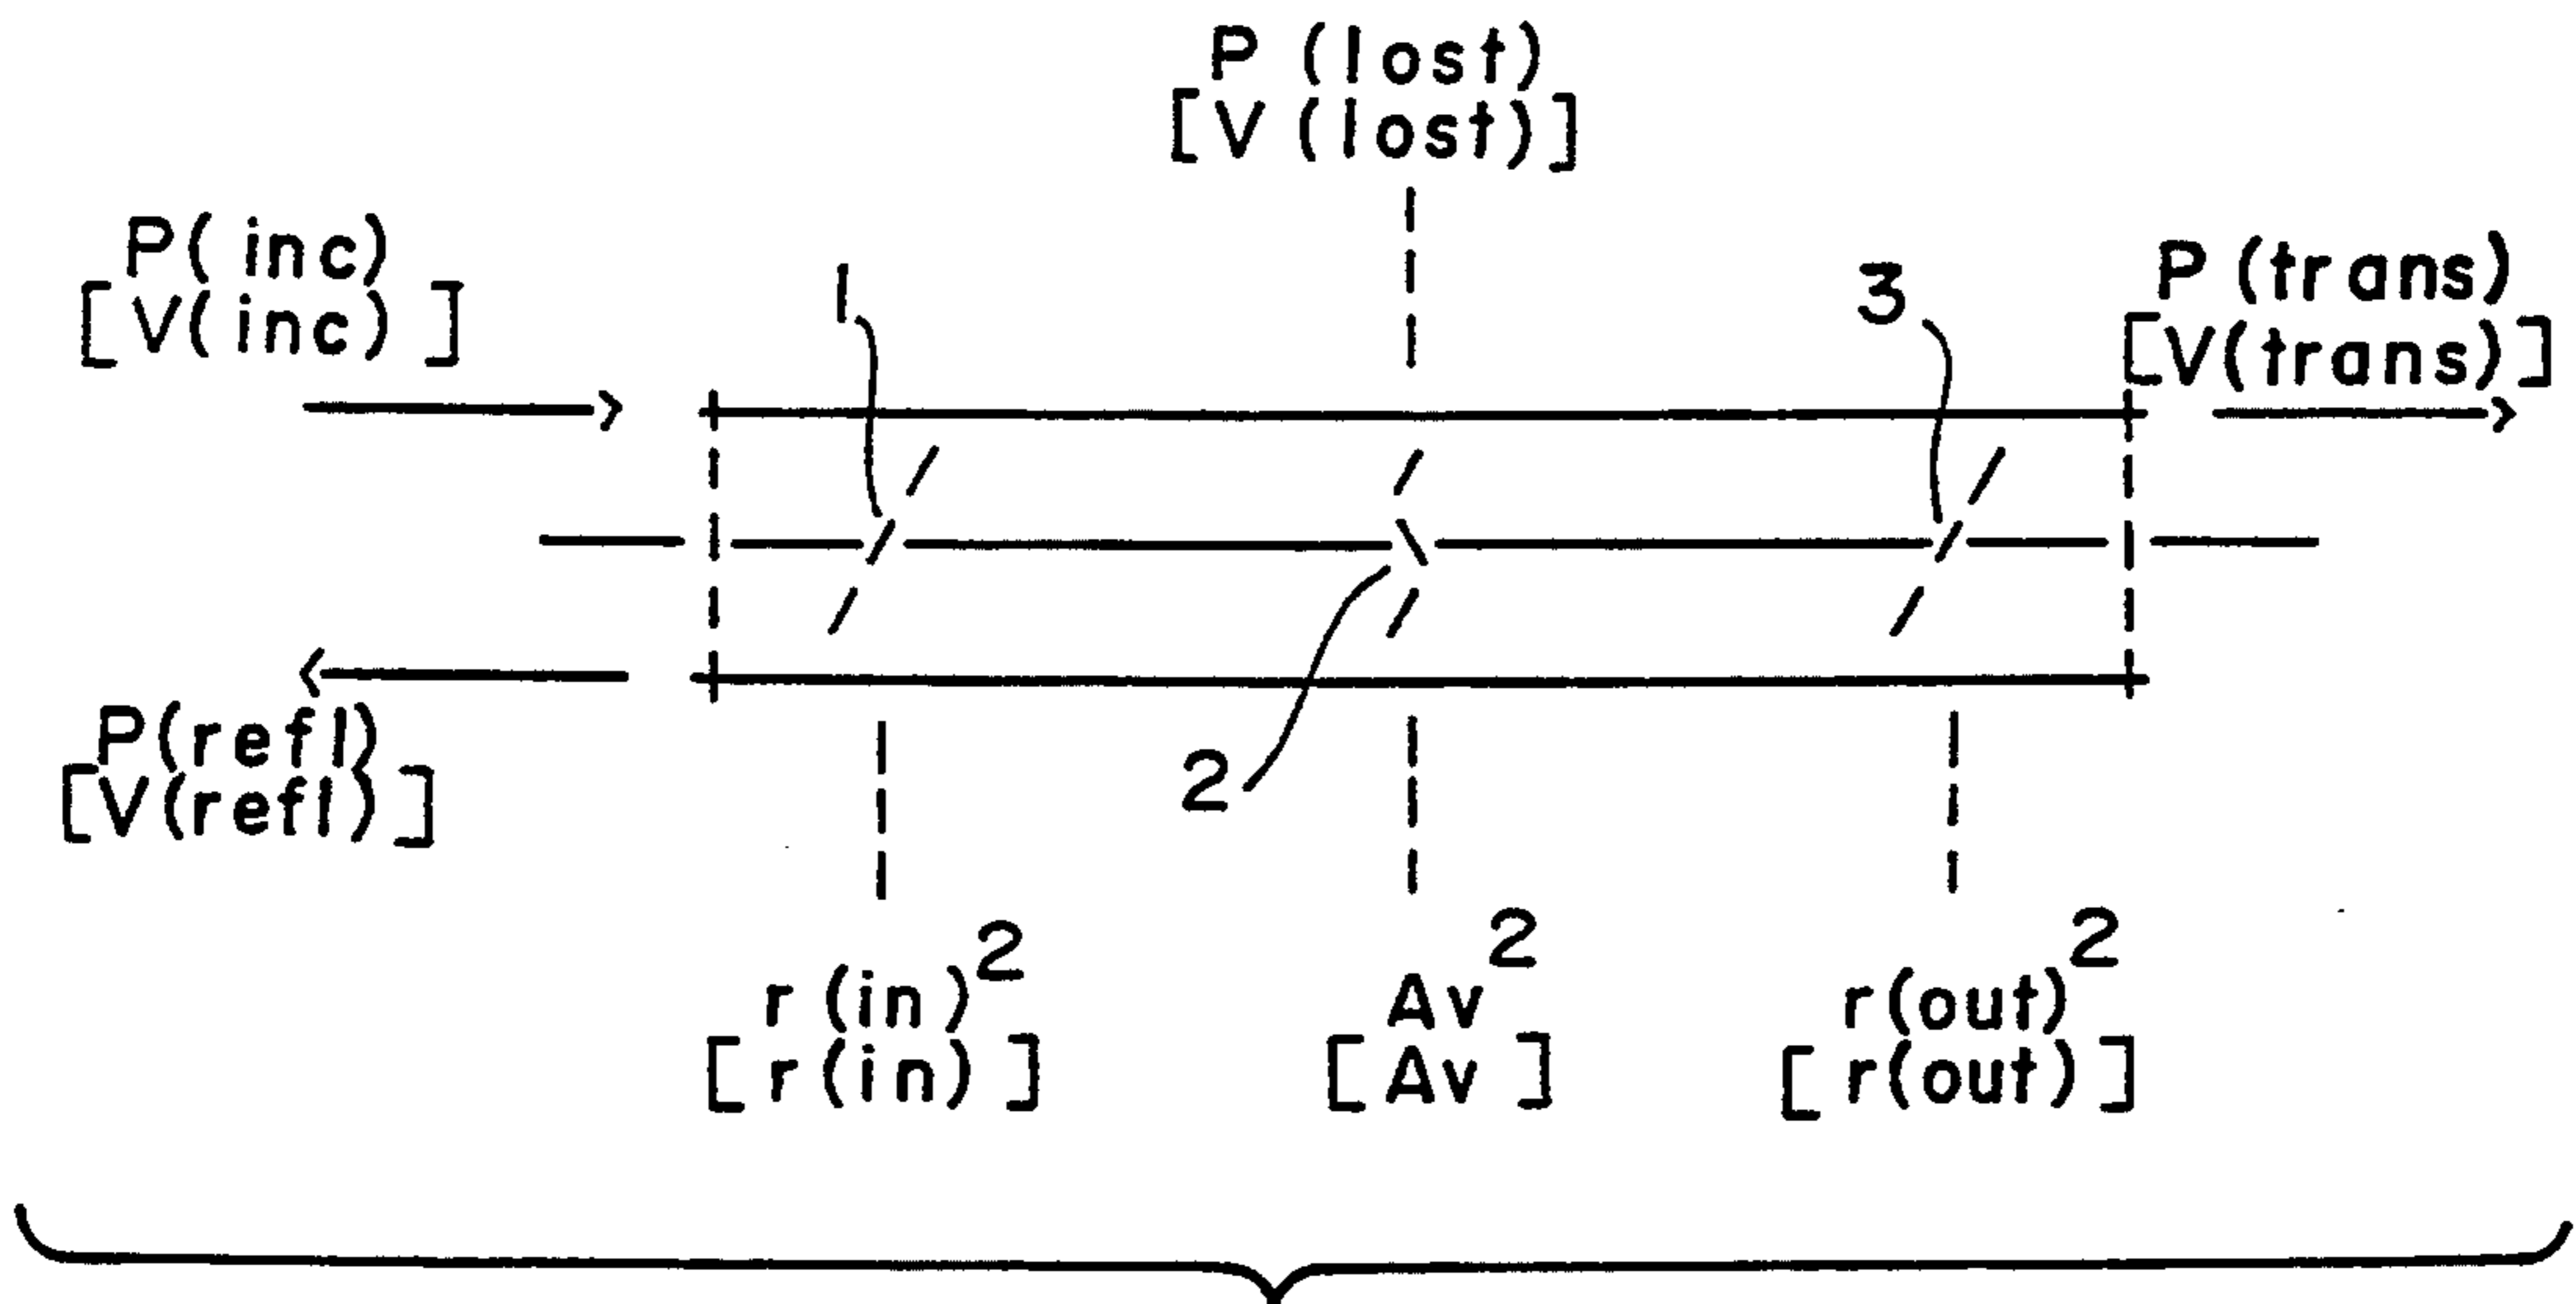 P (lost)
[V (lost)]
P( inc)
[V( inc) ]
1
3
P (trans)
[V(trans)]
P(refl)
[V(refl) ]
2
r (in)²
[ r (in) ]
Av²
[ Av ]
r(out)²
[ r(out) ]